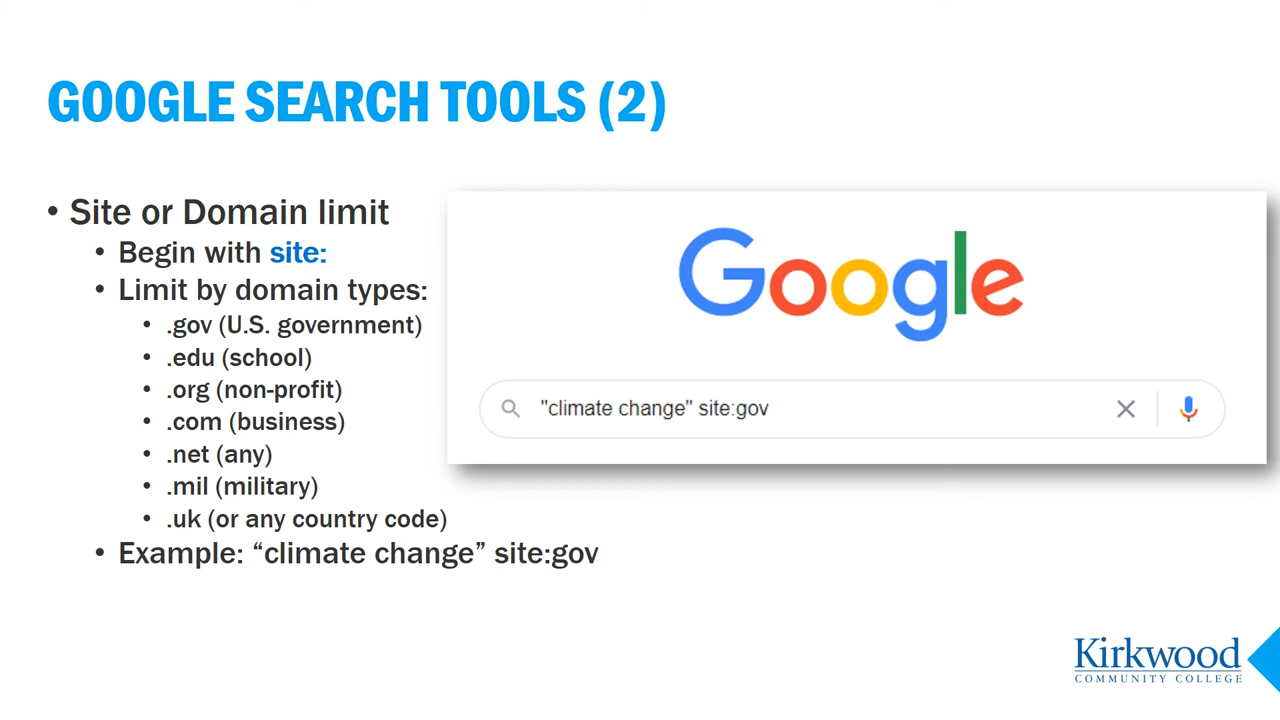 GOOGLE SEARCH TOOLS (2)
• Site or Domain limit
• Begin with site:
• Limit by domain types:
• .gov (U.S. government)
• .edu (school)
• .org (non-profit)
• .com (business)
• .net (any)
• .mil (military)
• .uk (or any country code)
• Example: “climate change” site:gov
Google
"climate change" site:gov
Kirkwood
COMMUNITY COLLEGE